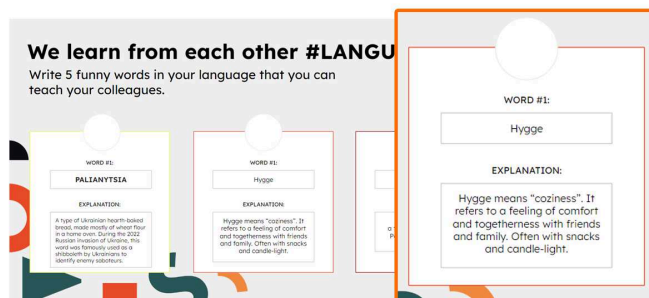 We learn from each other #LANGU
Write 5 funny words in your language that you can
teach your colleagues.
WORD #1:
PALIANYTSIA
EXPLANATION:
A type of Ukrainian hearth-baked
bread, made mostly of wheat flour
in a home oven. During the 2022
Russian invasion of Ukraine, this
word was famously used as a
shibboleth by Ukrainians to
identify enemy saboteurs.
WORD #1:
Hygge
EXPLANATION:
Hygge means "coziness". It
refers to a feeling of comfort
and togetherness with friends
and family. Often with snacks
and candle-light.
WORD #1:
Hygge
EXPLANATION:
Hygge means "coziness". It
refers to a feeling of comfort
and togetherness with friends
and family. Often with snacks
and candle-light.